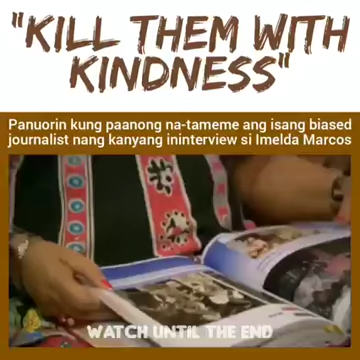 "KILL THEM WITH
KINDNESS"
Panuorin kung paanong na-tameme ang isang biased
journalist nang kanyang ininterview si Imelda Marcos
WATCH UNTIL THE END